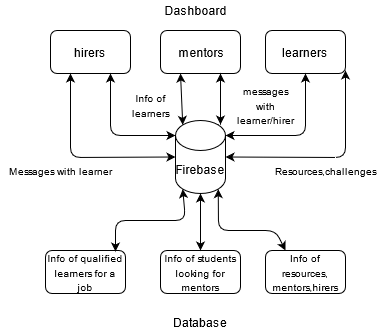 Dashboard
hirers
mentors
learners
Info of
learners
messages
with
learner/hirer
Messages with learner
Firebase
Resources,challenges
Info of qualified
learners for a
job
Info of students
looking for
mentors
Info of
resources,
mentors,hirers
Database